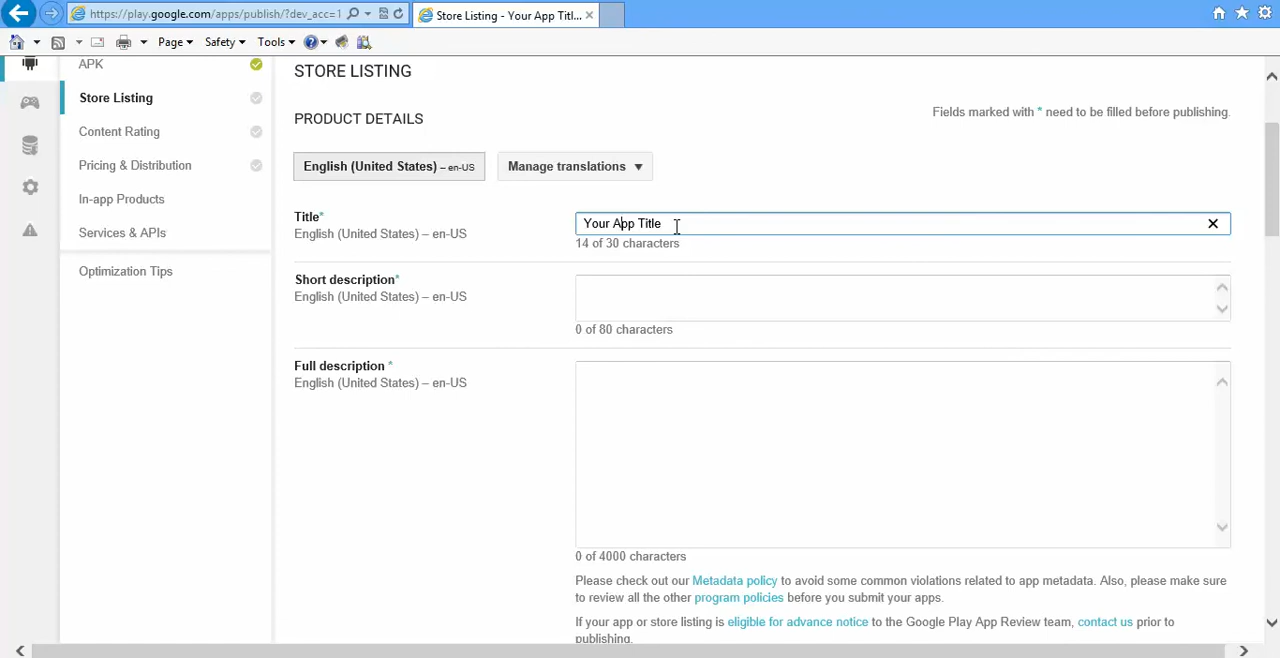 https://play.google.com/apps/publish/?dev_acc=1
Store Listing - Your App Titl...
Page
Safety
Tools
APK
Store Listing
Content Rating
Pricing & Distribution
In-app Products
Services & APIs
Optimization Tips
STORE LISTING
PRODUCT DETAILS
Fields marked with * need to be filled before publishing.
English (United States) – en-US
Manage translations
Title*
English (United States) – en-US
Your App Title
14 of 30 characters
Short description*
English (United States) – en-US
0 of 80 characters
Full description *
English (United States) – en-US
0 of 4000 characters
Please check out our Metadata policy to avoid some common violations related to app metadata. Also, please make sure
to review all the other program policies before you submit your apps.
If your app or store listing is eligible for advance notice to the Google Play App Review team, contact us prior to
publishing.